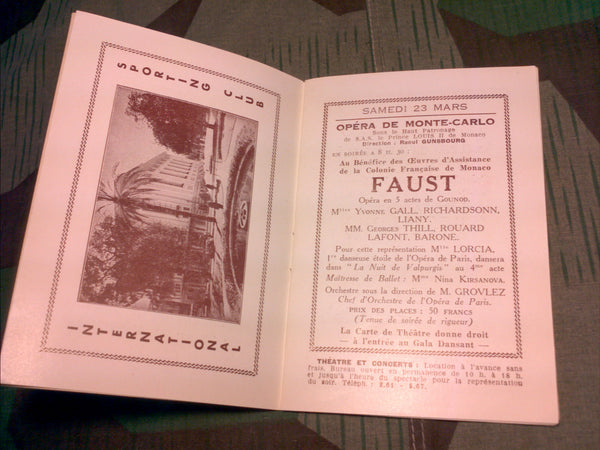 SPORTING CLUB
INTERNATIONAL
SAMEDI 23 MARS
OPÉRA DE MONTE-CARLO
Sous le Haut Patronage
de S.A.S. le Prince LOUIS II de Monaco
Direction : Raoul GUNSBOURG
EN SOIRÉE A 8 H. 30 :
Au Bénéfice des Œuvres d'Assistance
de la Colonie Française de Monaco
FAUST
Opéra en 5 actes de GOUNOD.
Mmes YVONNE GALL, RICHARDSONN,
LIANY.
MM. GEORGES THILL, ROUARD
LAFONT, BARONE.
Pour cette représentation Mlle LORCIA,
1re danseuse étoile de l'Opéra de Paris, dansera
dans "La Nuit de Valpurgis" au 4me acte
Maîtresse de Ballet : Mme Nina KIRSANOVA.
Orchestre sous la direction de M. GROVLEZ
Chef d'Orchestre de l'Opéra de Paris.
PRIX DES PLACES : 50 FRANCS
(Tenue de soirée de rigueur)
La Carte de Théâtre donne droit
— à l'entrée au Gala Dansant —
THÉATRE ET CONCERTS : Location à l'avance sans
frais. Bureau ouvert en permanence de 10 h. à 18 h.
et jusqu'à l'heure du spectacle pour la représentation
du soir. Téléph. : 2.61 - 4.67.